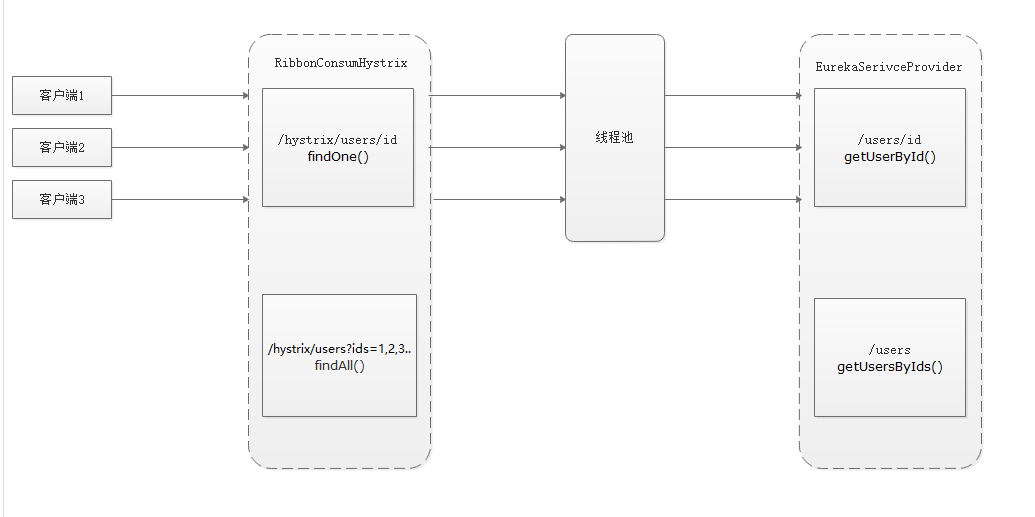 RibbonConsumHystrix
EurekaSerivceProvider
客户端1
客户端2
客户端3
/hystrix/users/id
findOne()
线程池
/users/id
getUserById()
/hystrix/users?ids=1,2,3..
findAll()
/users
getUsersByIds()